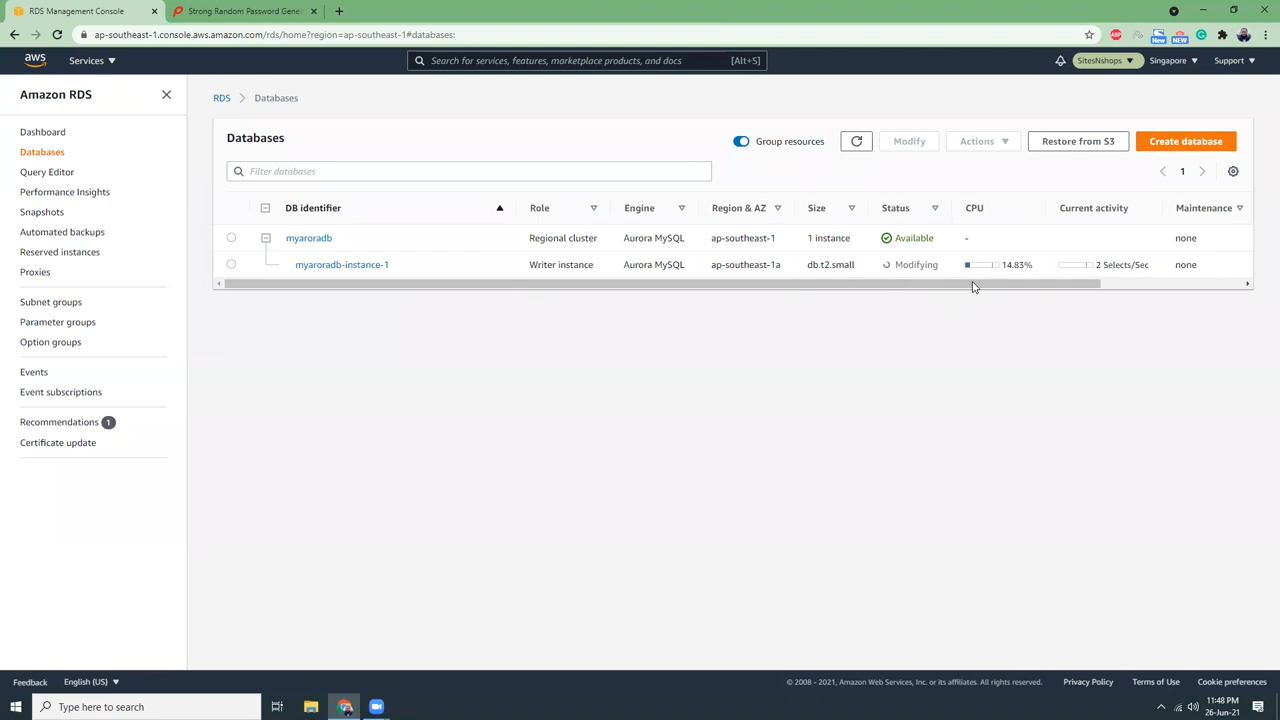 RDS Management Console
Strong Random Password Gene
ap-southeast-1.console.aws.amazon.com/rds/home?region=ap-southeast-1#databases:
ABP
New
New
aws
Services
Search for services, features, marketplace products, and docs
[Alt+S]
SitesNshops
Singapore
Support
Amazon RDS
Dashboard
Databases
Query Editor
Performance Insights
Snapshots
Automated backups
Reserved instances
Proxies
Subnet groups
Parameter groups
Option groups
Events
Event subscriptions
Recommendations 1
Certificate update
RDS > Databases
Databases
Group resources
Modify
Actions
Restore from S3
Create database
Filter databases
1
DB identifier Role Engine Region & AZ Size Status CPU Current activity Maintenance
myaroradb Regional cluster Aurora MySQL ap-southeast-1 1 instance Available - none
myaroradb-instance-1 Writer instance Aurora MySQL ap-southeast-1a db.t2.small Modifying 14.83% 2 Selects/Sec none
Feedback
English (US)
© 2008 - 2021, Amazon Web Services, Inc. or its affiliates. All rights reserved.
Privacy Policy
Terms of Use
Cookie preferences
Type here to search
11:48 PM
26-Jun-21